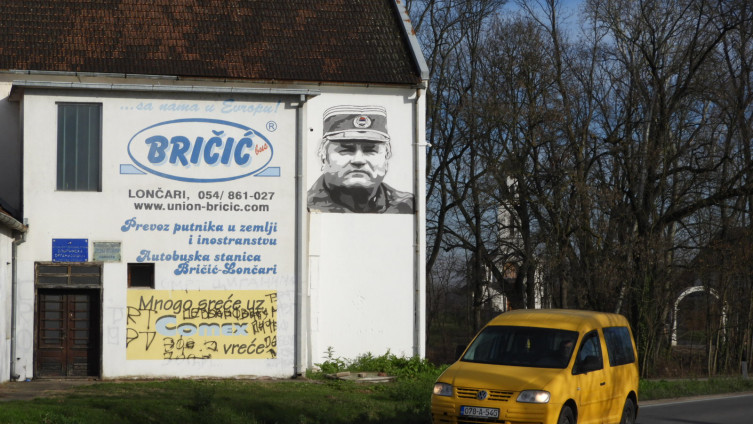 ...sa nama u Evropu!
BRIČIĆ bus ®
LONČARI, 054/ 861-027
www.union-bricic.com
Prevoz putnika u zemlji
i inostranstvu
Autobuska stanica
Bričić-Lončari
Mnogo sreće uz
Comex
vreće